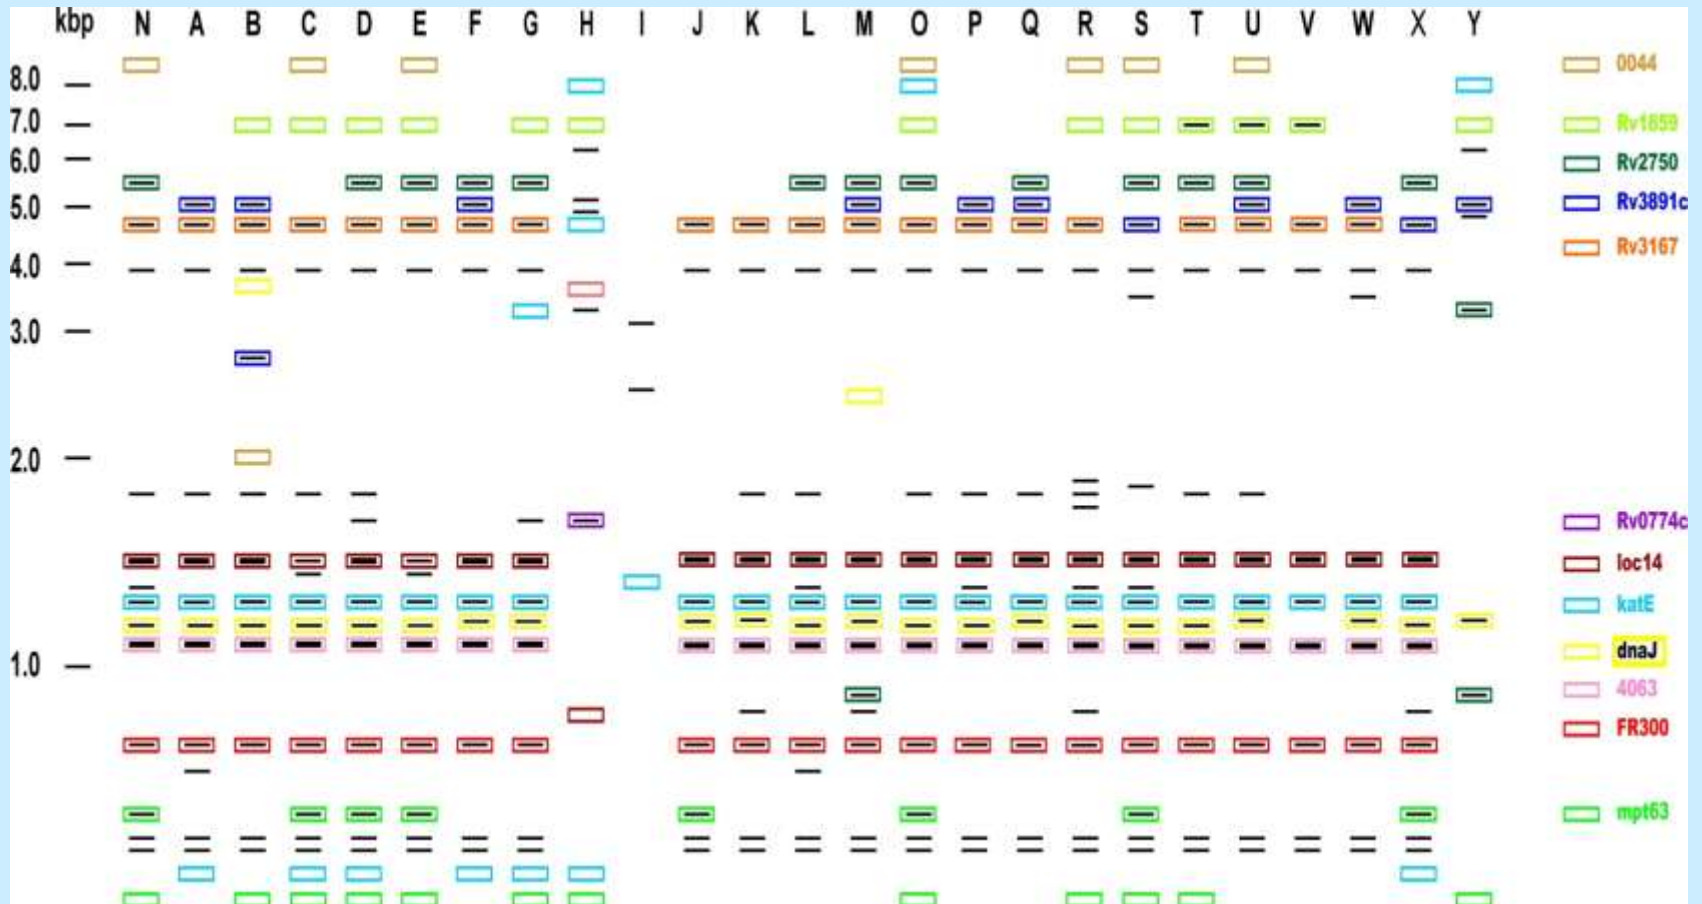 kbp N A B C D E F G H I J K L M O P Q R S T U V W X Y
8.0
7.0
6.0
5.0
4.0
3.0
2.0
1.0
0044
Rv1659
Rv2750
Rv3891c
Rv3167
Rv0774c
loc14
katE
dnaJ
4063
FR300
mpt63